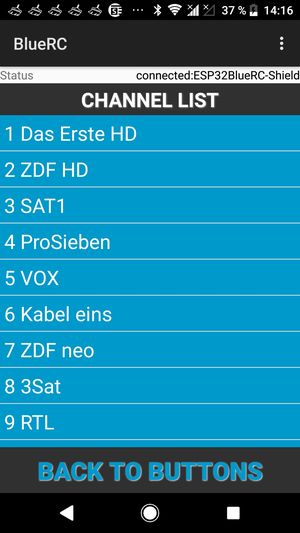 37 % 14:16
BlueRC
Status connected:ESP32BlueRC-Shield
CHANNEL LIST
1 Das Erste HD
2 ZDF HD
3 SAT1
4 ProSieben
5 VOX
6 Kabel eins
7 ZDF neo
8 3Sat
9 RTL
BACK TO BUTTONS